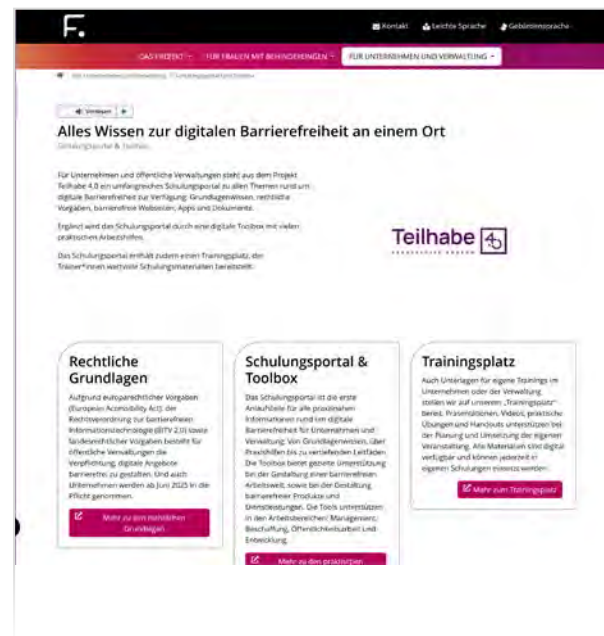 F.
Kontakt Leichte Sprache Gebärdensprache
DAS PROJEKT FÜR FRAUEN MIT BEHINDERUNGEN FÜR UNTERNEHMEN UND VERWALTUNG
Vorlesen
Alles Wissen zur digitalen Barrierefreiheit an einem Ort
Schulungsportal & Toolbox
Für Unternehmen und öffentliche Verwaltungen steht aus dem Projekt
Teilhabe 4.0 ein umfangreiches Schulungsportal zu allen Themen rund um
digitale Barrierefreiheit zur Verfügung: Grundlagenwissen, rechtliche
Vorgaben, barrierefreie Webseiten, Apps und Dokumente.
Ergänzt wird das Schulungsportal durch eine digitale Toolbox mit vielen
praktischen Arbeitshilfen.
Das Schulungsportal enthält zudem einen Trainingsplatz, der
Trainer*innen wertvolle Schulungsmaterialien bereitstellt.
Teilhabe 4.0
Rechtliche
Grundlagen
Aufgrund europarechtlicher Vorgaben
(European Accessibility Act), der
Rechtsverordnung zur barrierefreien
Informationstechnologie (BITV 2.0) sowie
landesrechtlicher Vorgaben besteht für
öffentliche Verwaltungen die
Verpflichtung, digitale Angebote
barrierefrei zu gestalten. Und auch
Unternehmen werden ab Juni 2025 in die
Pflicht genommen.
Mehr zu den rechtlichen
Grundlagen
Schulungsportal &
Toolbox
Das Schulungsportal ist die erste
Anlaufstelle für alle praxisnahen
Informationen rund um digitale
Barrierefreiheit für Unternehmen und
Verwaltung. Von Grundlagenwissen, über
Praxishilfen bis zu vertiefenden Leitfäden.
Die Toolbox bietet gezielte Unterstützung
bei der Gestaltung einer barrierefreien
Arbeitswelt, sowie bei der Gestaltung
barrierefreier Produkte und
Dienstleistungen. Die Tools unterstützen
in den Arbeitsbereichen: Management,
Beschaffung, Öffentlichkeitsarbeit und
Entwicklung.
Mehr zu den praktischen
Trainingsplatz
Auch Unterlagen für eigene Trainings im
Unternehmen oder der Verwaltung
stellen wir auf unserem „Trainingsplatz"
bereit. Präsentationen, Videos, praktische
Übungen und Handouts unterstützen bei
der Planung und Umsetzung der eigenen
Veranstaltung. Alle Materialien sind digital
verfügbar und können jederzeit in
eigenen Schulungen eingesetzt werden.
Mehr zum Trainingsplatz